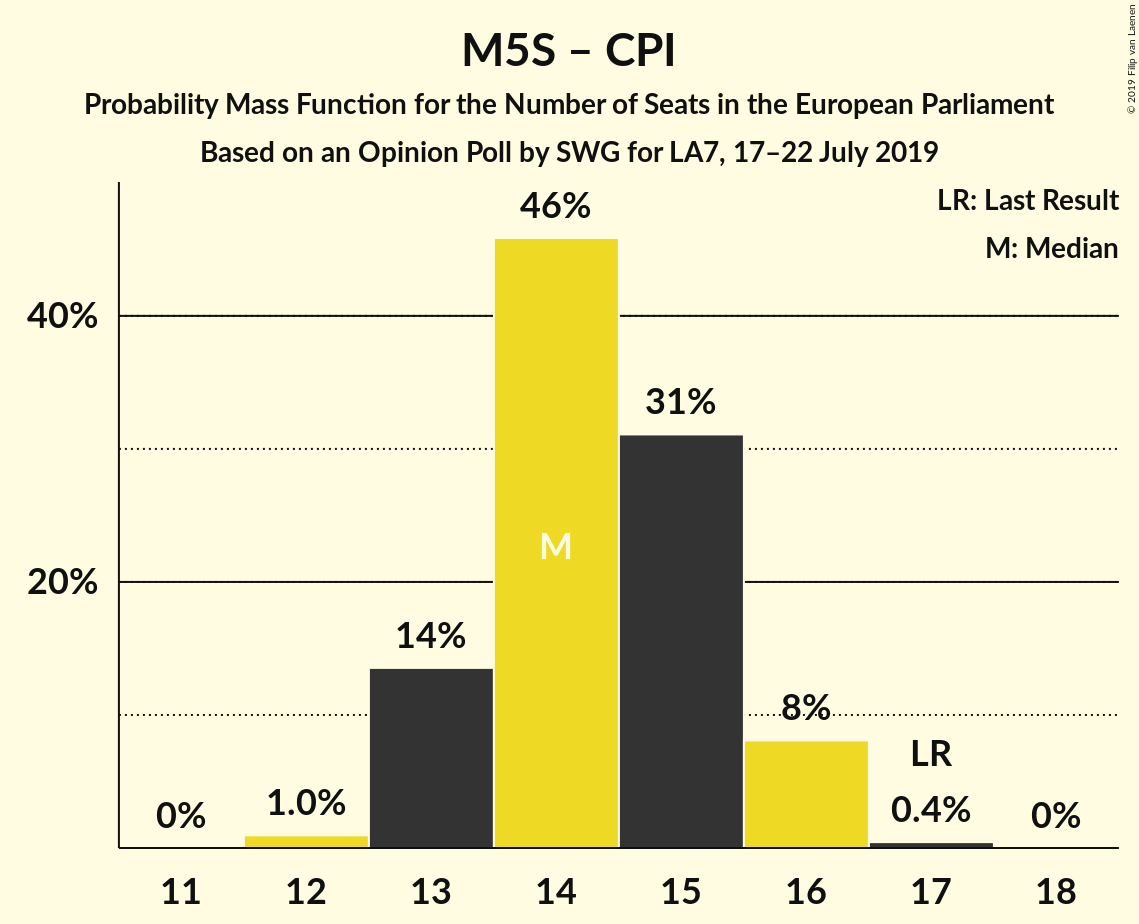 M5S – CPI
Probability Mass Function for the Number of Seats in the European Parliament
Based on an Opinion Poll by SWG for LA7, 17–22 July 2019
© 2019 Filip van Laenen
LR: Last Result
M: Median
46%
40%
31%
M
20%
14%
8%
LR
0%
1.0%
0.4%
0%
11 12 13 14 15 16 17 18